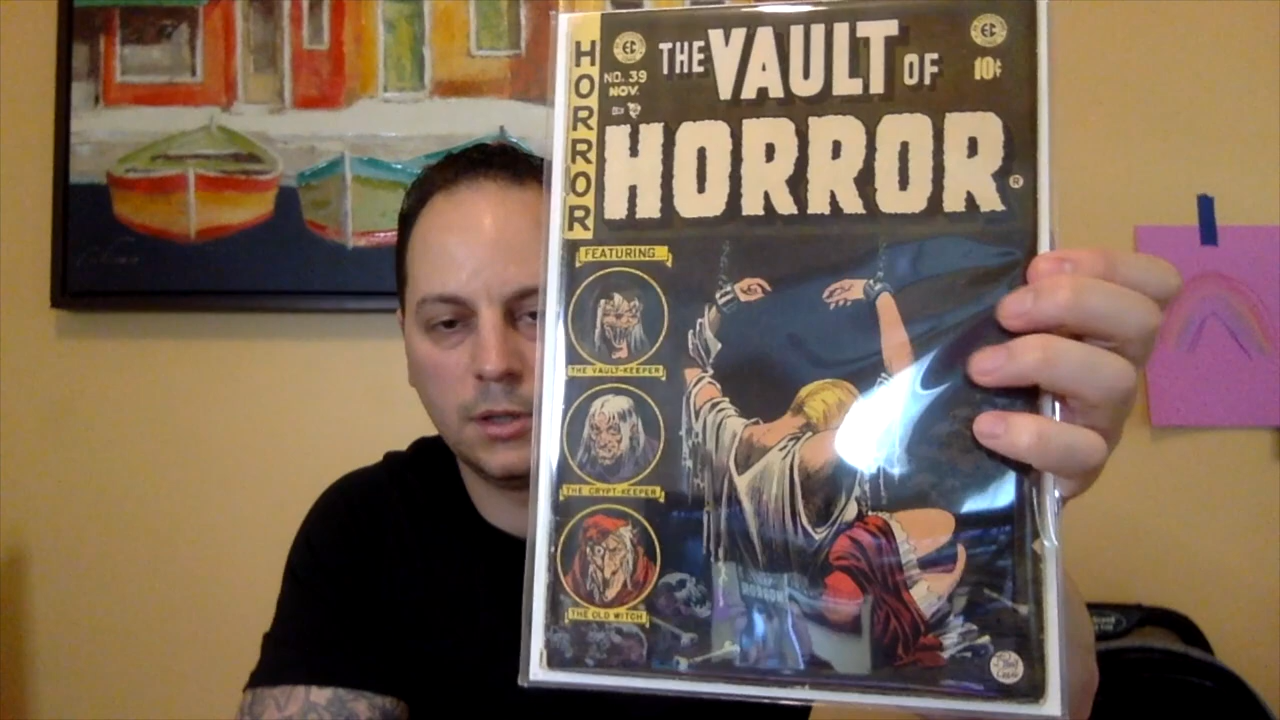 HORROR
EC
NO. 39
NOV.
THE VAULT OF
HORROR
®
EC
10¢
FEATURING...
THE VAULT-KEEPER
THE CRYPT-KEEPER
THE OLD WITCH